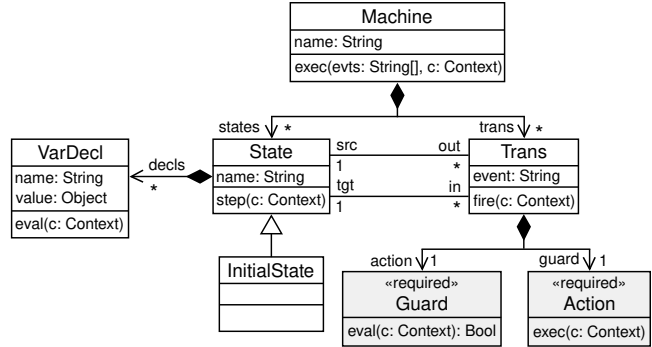 Machine
name: String
exec(evts: String[], c: Context)
states
*
trans
*
VarDecl
name: String
value: Object
eval(c: Context)
decls
*
State
name: String
step(c: Context)
src
1
out
*
tgt
1
in
*
Trans
event: String
fire(c: Context)
InitialState
action
1
guard
1
«required»
Guard
eval(c: Context): Bool
«required»
Action
exec(c: Context)